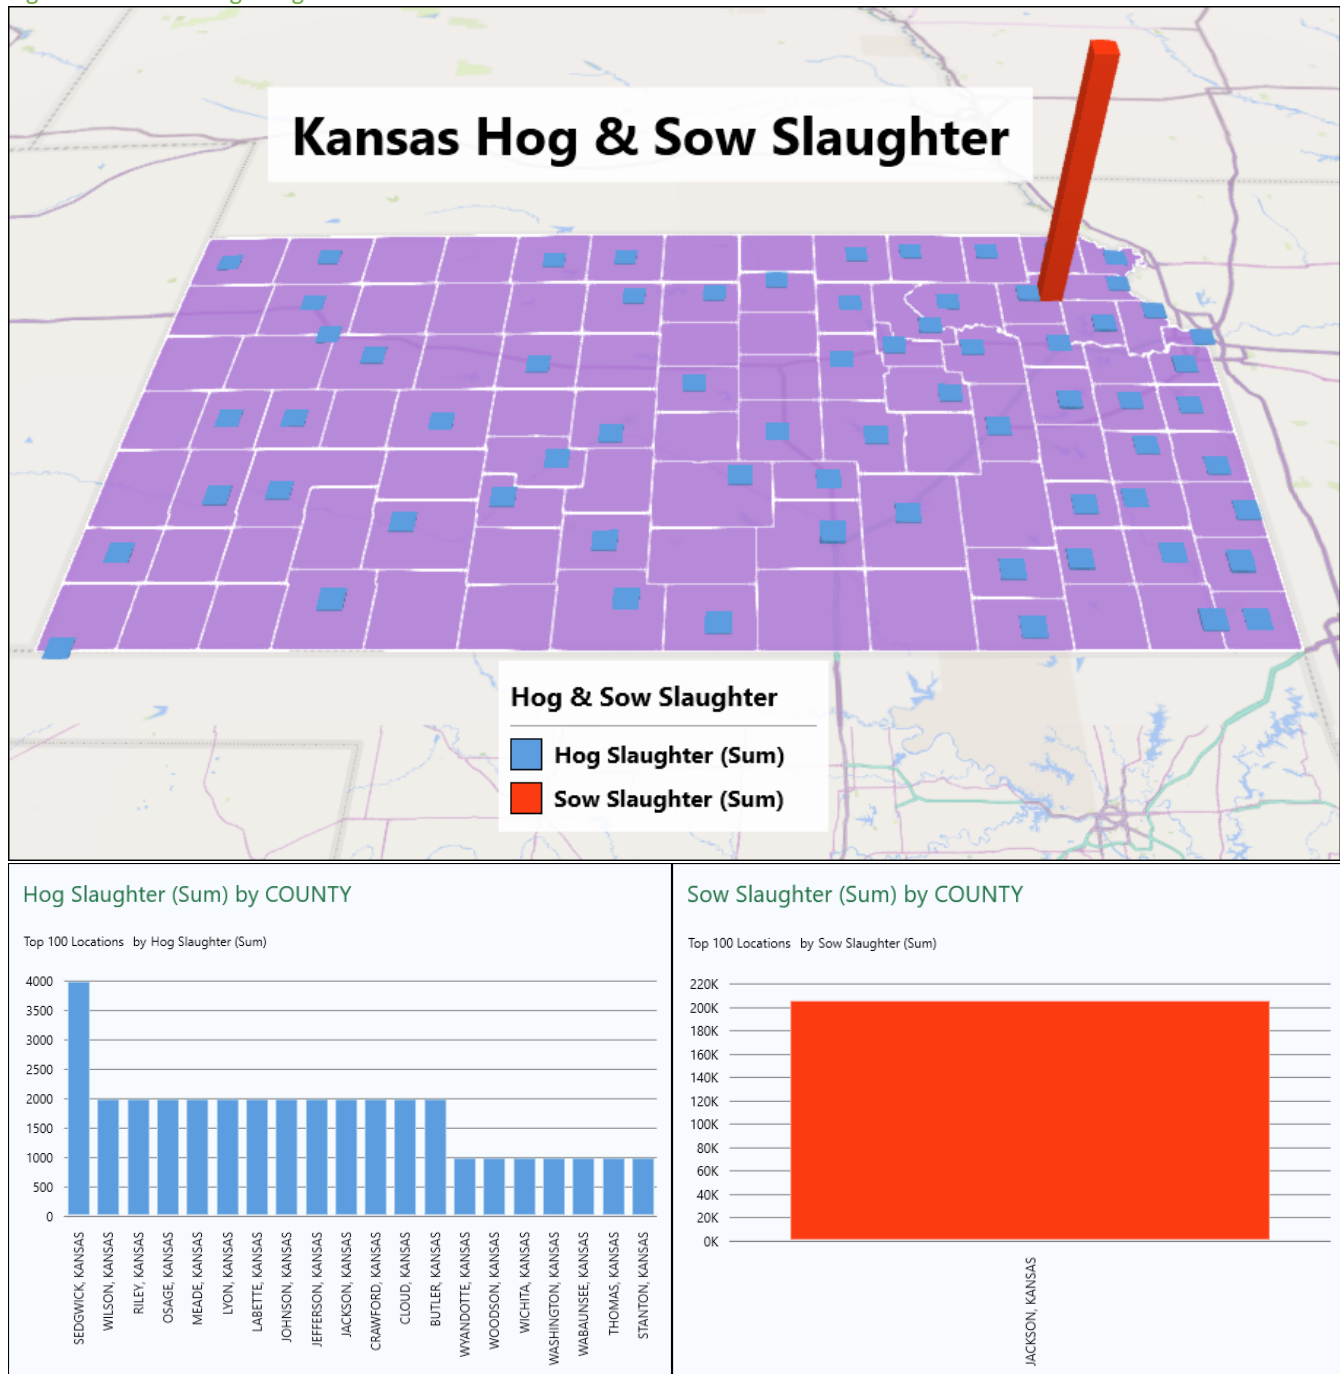 Kansas Hog & Sow Slaughter
Hog & Sow Slaughter
Hog Slaughter (Sum)
Sow Slaughter (Sum)
Hog Slaughter (Sum) by COUNTY
Top 100 Locations by Hog Slaughter (Sum)
4000
3500
3000
2500
2000
1500
1000
500
0
SEDGWICK, KANSAS
WILSON, KANSAS
RILEY, KANSAS
OSAGE, KANSAS
MEADE, KANSAS
LYON, KANSAS
LABETTE, KANSAS
JOHNSON, KANSAS
JEFFERSON, KANSAS
JACKSON, KANSAS
CRAWFORD, KANSAS
CLOUD, KANSAS
BUTLER, KANSAS
WYANDOTTE, KANSAS
WOODSON, KANSAS
WICHITA, KANSAS
WASHINGTON, KANSAS
WABAUNSEE, KANSAS
THOMAS, KANSAS
STANTON, KANSAS
Sow Slaughter (Sum) by COUNTY
Top 100 Locations by Sow Slaughter (Sum)
220K
200K
180K
160K
140K
120K
100K
80K
60K
40K
20K
0K
JACKSON, KANSAS